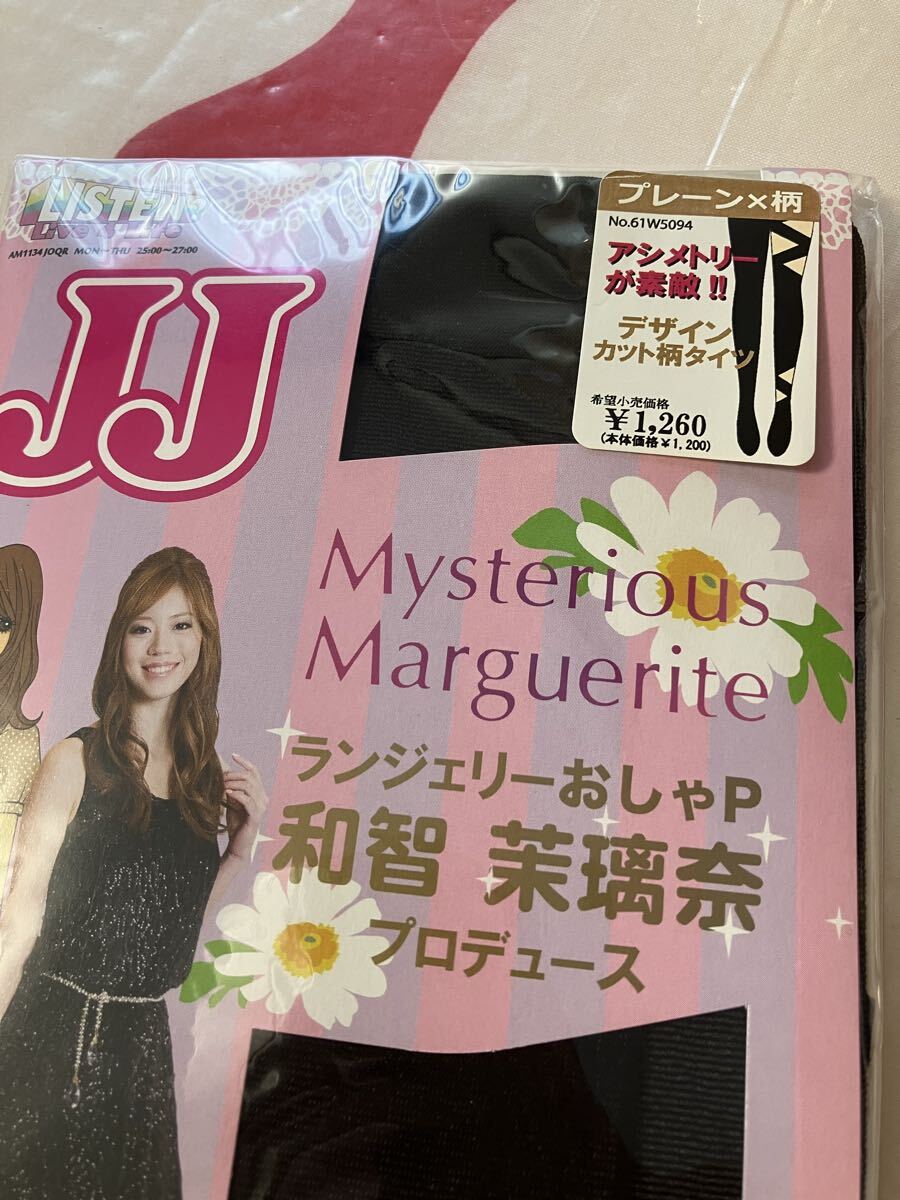 LISTEN?
Live for Life
AM1134 JOQR MON〜THU 25:00〜27:00
JJ
プレーン×柄
No.61W5094
アシメトリー
が素敵!!
デザイン
カット柄タイツ
希望小売価格
¥1,260
(本体価格¥1,200)
Mysterious
Marguerite
ランジェリーおしゃP
和智 茉璃奈
プロデュース